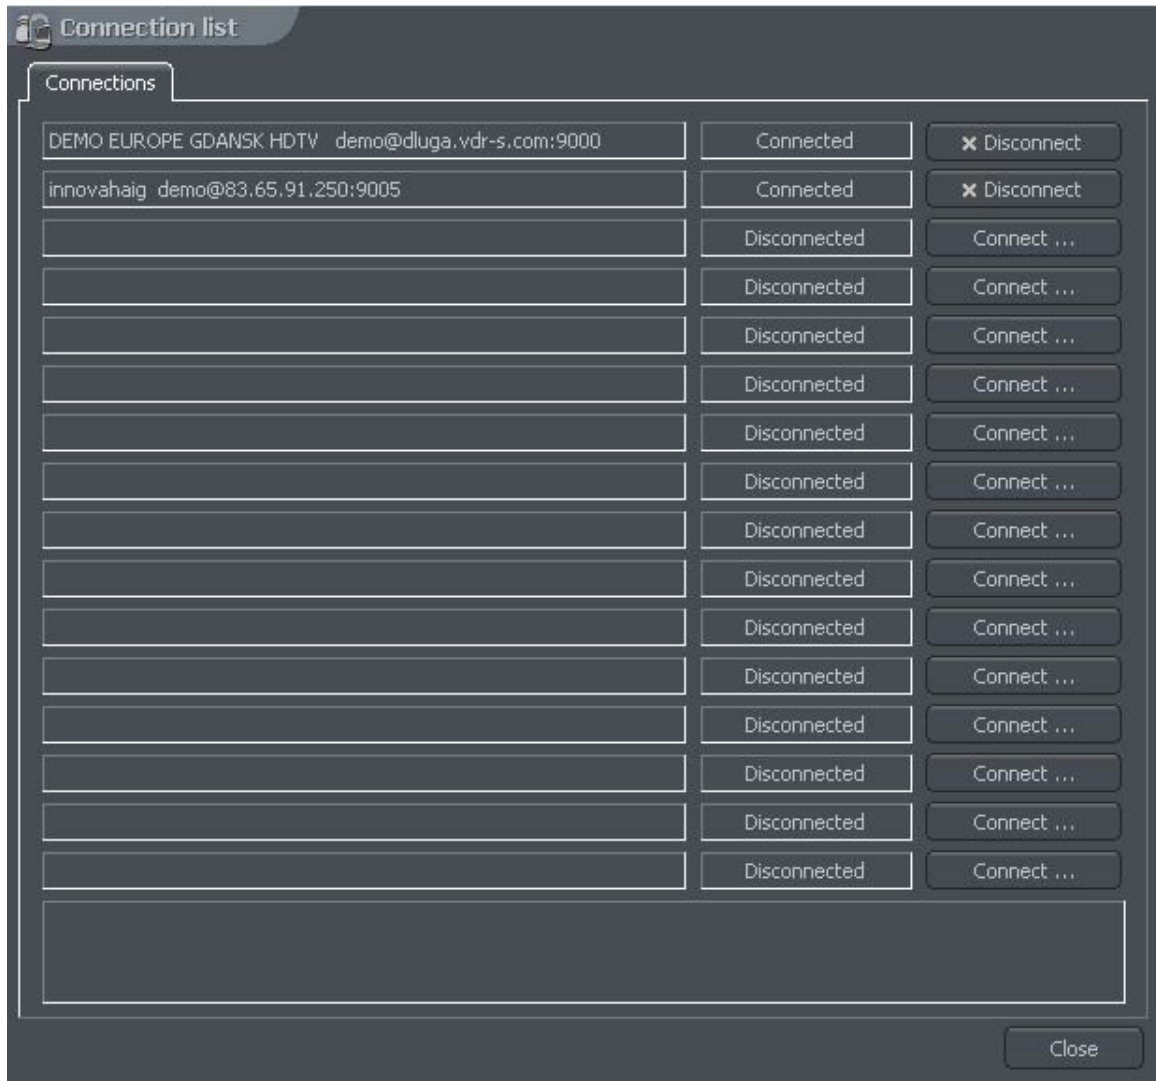 Connection list
Connections
DEMO EUROPE GDANSK HDTV demo@dluga.vdr-s.com:9000 Connected × Disconnect
innovahaig demo@83.65.91.250:9005 Connected × Disconnect
Disconnected Connect ...
Disconnected Connect ...
Disconnected Connect ...
Disconnected Connect ...
Disconnected Connect ...
Disconnected Connect ...
Disconnected Connect ...
Disconnected Connect ...
Disconnected Connect ...
Disconnected Connect ...
Disconnected Connect ...
Disconnected Connect ...
Disconnected Connect ...
Disconnected Connect ...
Close